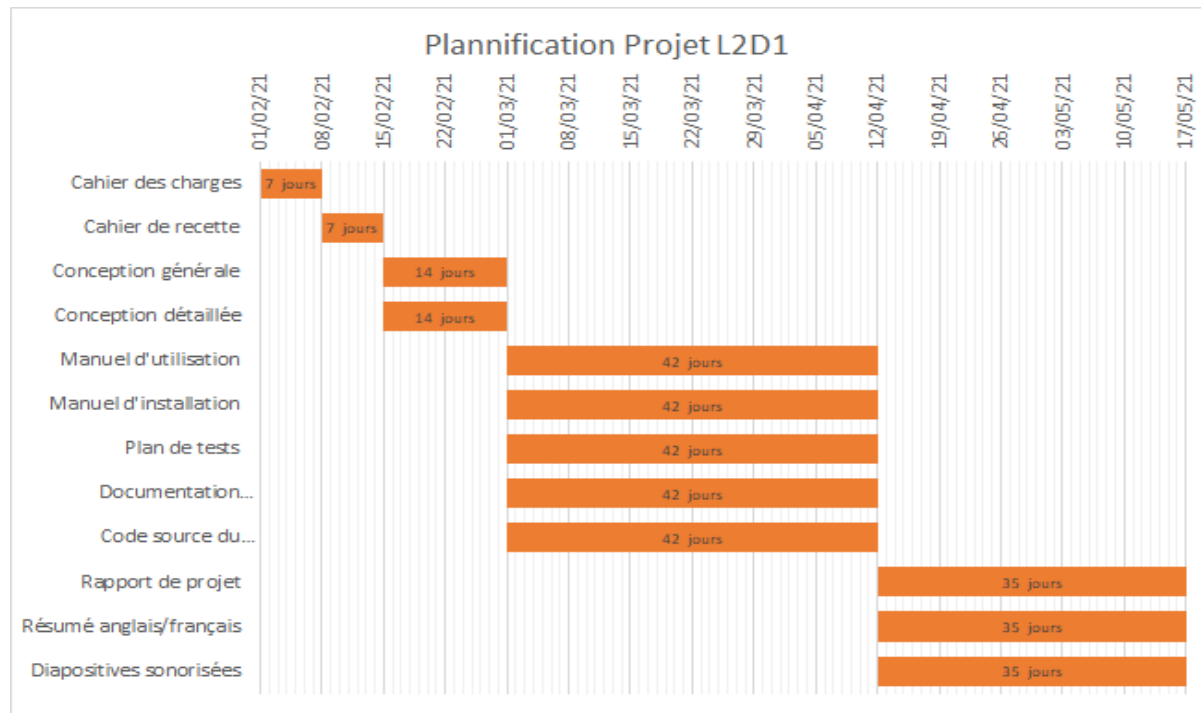 Plannification Projet L2D1
01/02/21
08/02/21
15/02/21
22/02/21
01/03/21
08/03/21
15/03/21
22/03/21
29/03/21
05/04/21
12/04/21
19/04/21
26/04/21
03/05/21
10/05/21
17/05/21
Cahier des charges
7 jours
Cahier de recette
7 jours
Conception générale
14 jours
Conception détaillée
14 jours
Manuel d'utilisation
42 jours
Manuel d'installation
42 jours
Plan de tests
42 jours
Documentation...
42 jours
Code source du...
42 jours
Rapport de projet
35 jours
Résumé anglais/français
35 jours
Diapositives sonorisées
35 jours